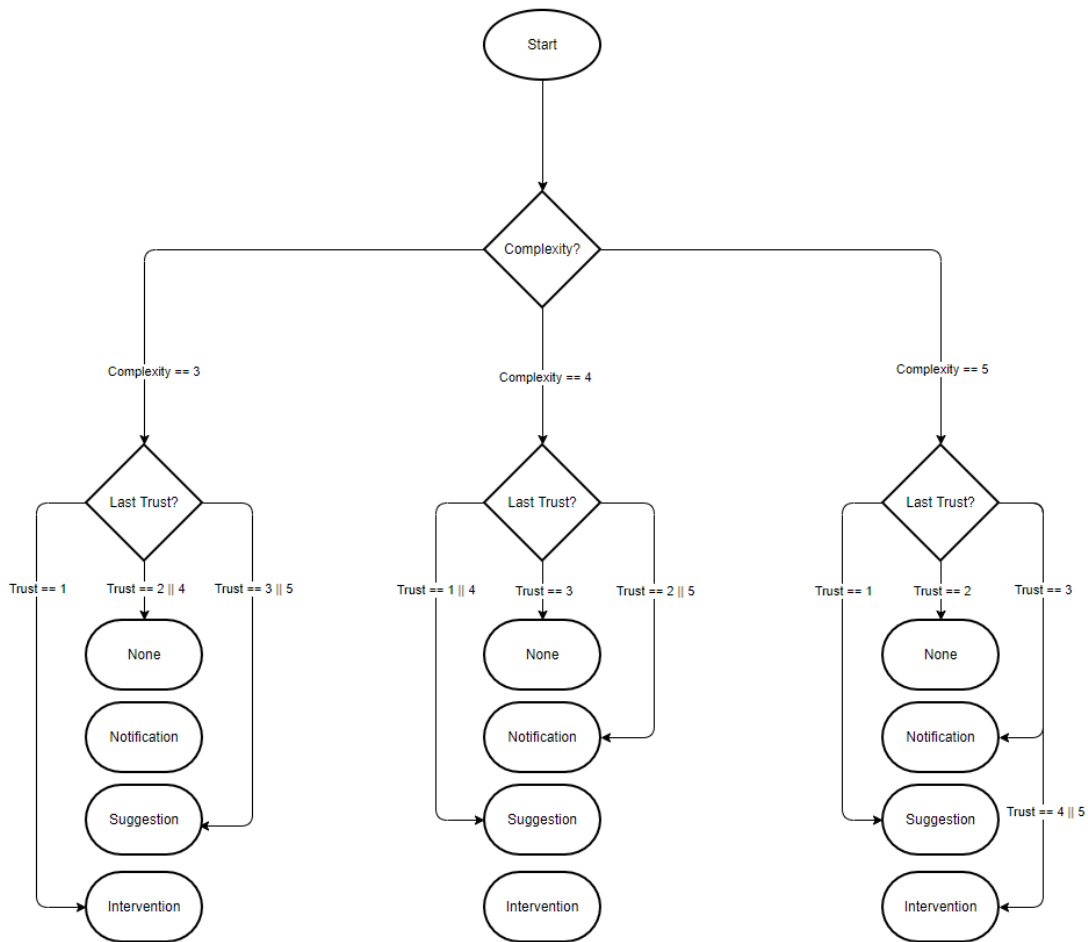 Start
Complexity?
Complexity == 3
Complexity == 4
Complexity == 5
Last Trust?
Last Trust?
Last Trust?
Trust == 1
Trust == 2 || 4
Trust == 3 || 5
Trust == 1 || 4
Trust == 3
Trust == 2 || 5
Trust == 1
Trust == 2
Trust == 3
None
None
None
Notification
Notification
Notification
Trust == 4 || 5
Suggestion
Suggestion
Suggestion
Intervention
Intervention
Intervention